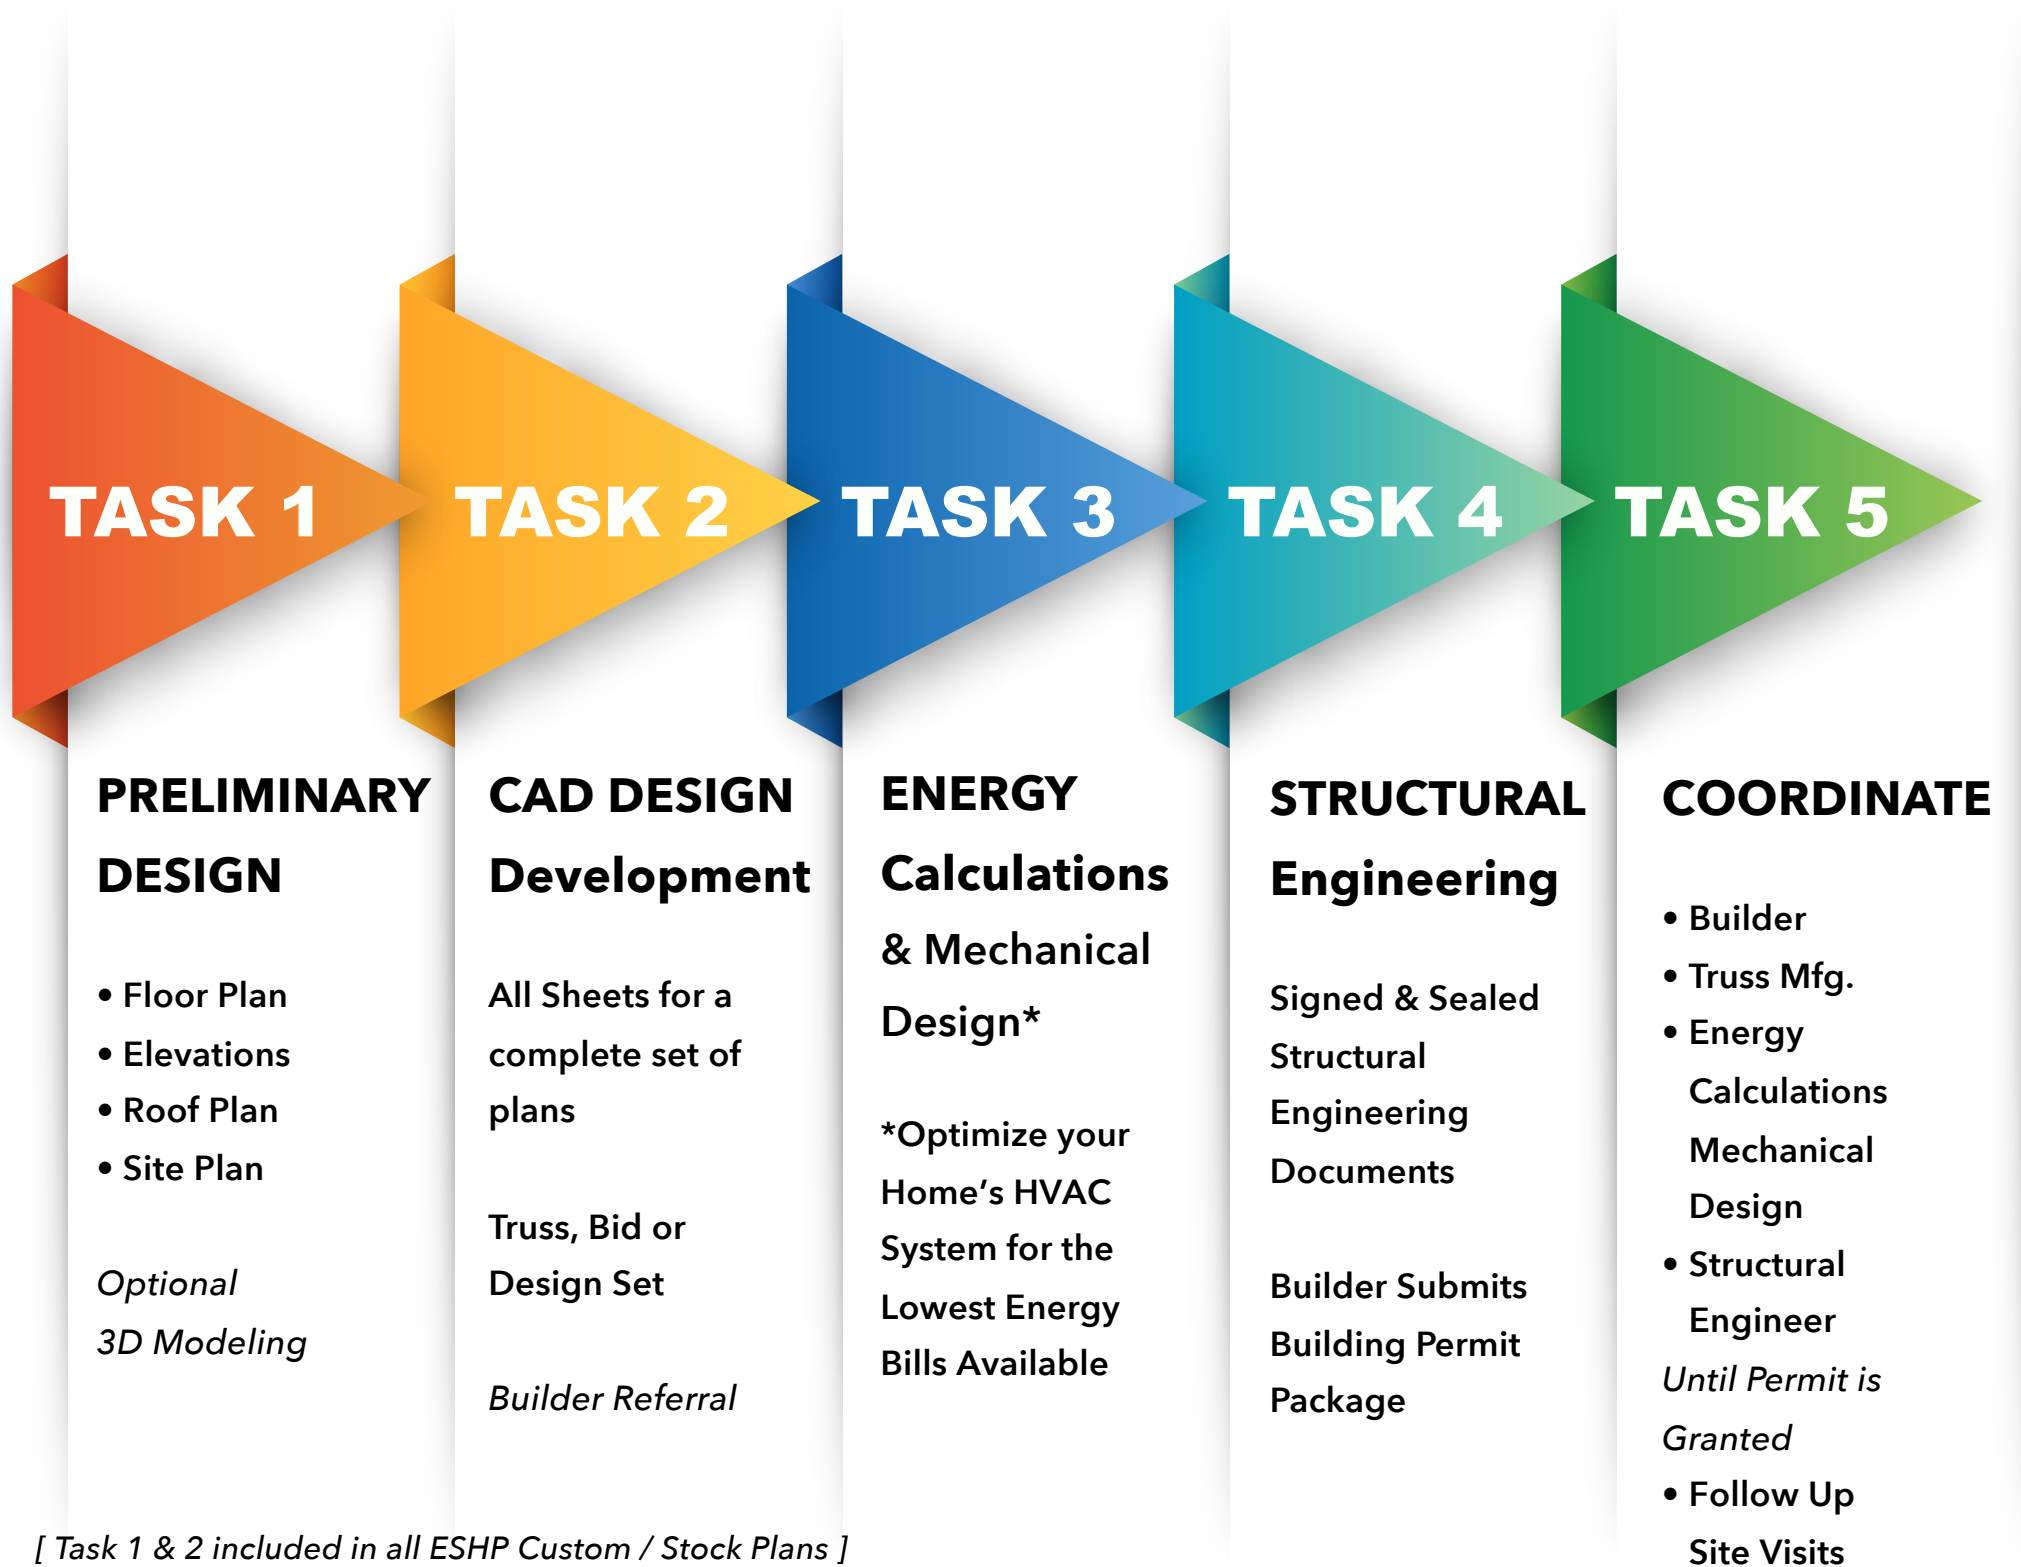 TASK 1
TASK 2
TASK 3
TASK 4
TASK 5
PRELIMINARY
DESIGN
• Floor Plan
• Elevations
• Roof Plan
• Site Plan
Optional
3D Modeling
CAD DESIGN
Development
All Sheets for a
complete set of
plans
Truss, Bid or
Design Set
Builder Referral
ENERGY
Calculations
& Mechanical
Design*
*Optimize your
Home’s HVAC
System for the
Lowest Energy
Bills Available
STRUCTURAL
Engineering
Signed & Sealed
Structural
Engineering
Documents
Builder Submits
Building Permit
Package
COORDINATE
• Builder
• Truss Mfg.
• Energy
Calculations
Mechanical
Design
• Structural
Engineer
Until Permit is
Granted
• Follow Up
Site Visits
[ Task 1 & 2 included in all ESHP Custom / Stock Plans ]